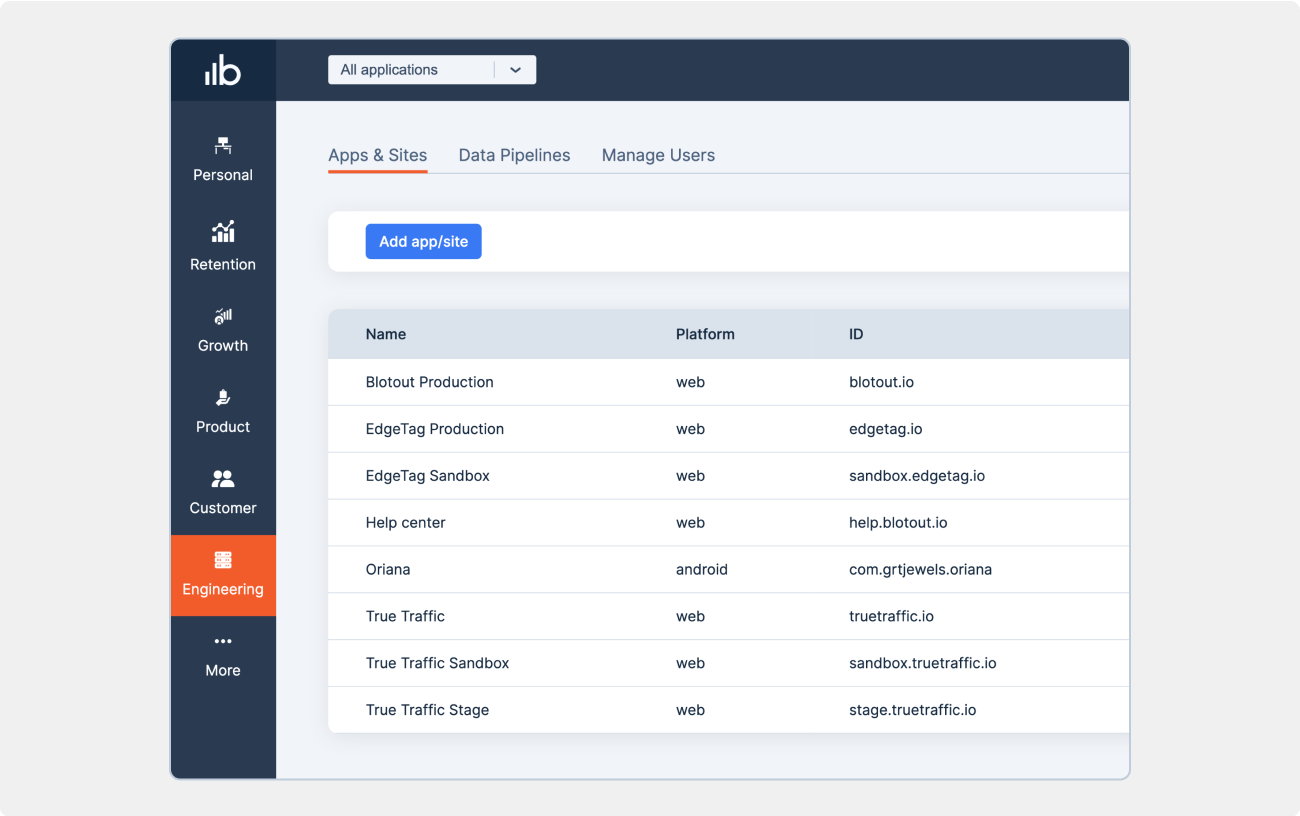 b
All applications
Personal
Retention
Growth
Product
Customer
Engineering
More
Apps & Sites Data Pipelines Manage Users
Add app/site
Name Platform ID
Blotout Production web blotout.io
EdgeTag Production web edgetag.io
EdgeTag Sandbox web sandbox.edgetag.io
Help center web help.blotout.io
Oriana android com.grtjewels.oriana
True Traffic web truetraffic.io
True Traffic Sandbox web sandbox.truetraffic.io
True Traffic Stage web stage.truetraffic.io